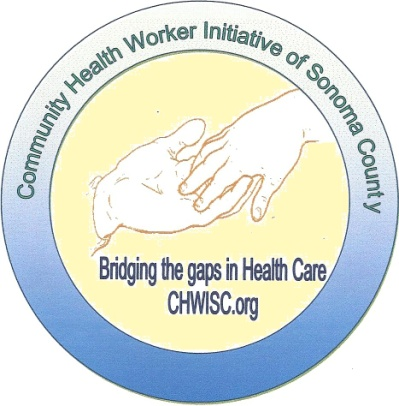 Community Health Worker Initiative of Sonoma County
Bridging the gaps in Health Care
CHWISC.org